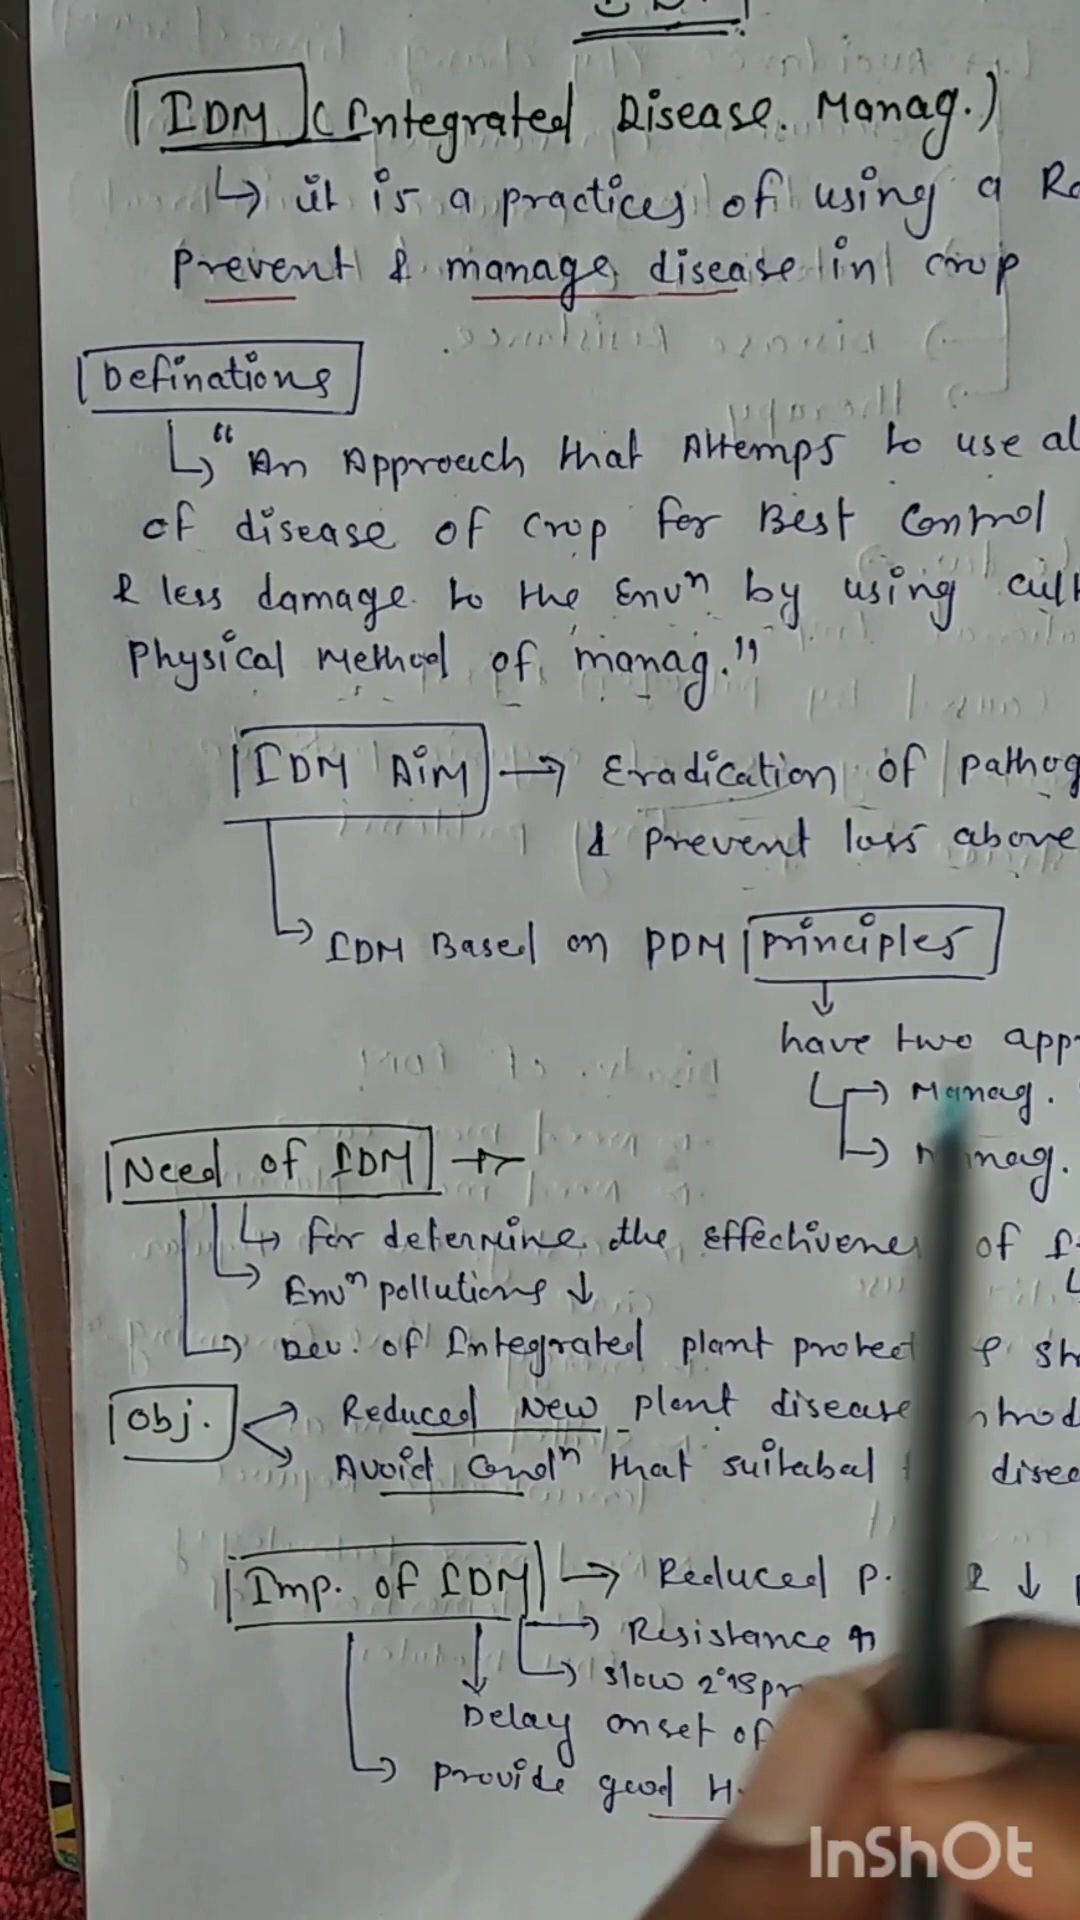 IDM (Integrated Disease. Manag.)
↳ it is a practices of using a
Prevent & manage disease in crop
Definations
↳ "An Approach that Attemps to use
of disease of crop for Best Control
& less damage to the Envⁿ by using
Physical Method of manag."
IDM AiM → Eradication of
& Prevent loss above
↳ IDM Based on PDM Principles
have two
→ Manag.
→ Manag.
Need of IDM →
↳ for determine the effectivenes of
↳ Envⁿ pollutions ↓
↳ Dev. of Integrated plant protect
Obj. → Reduced New plant disease
→ Avoid Condⁿ that suitabal
Imp. of IDM → Reduced P. & ↓
→ Resistance ↑
→ slow 2°
Delay onset of
↳ Provide good H.
InShOt